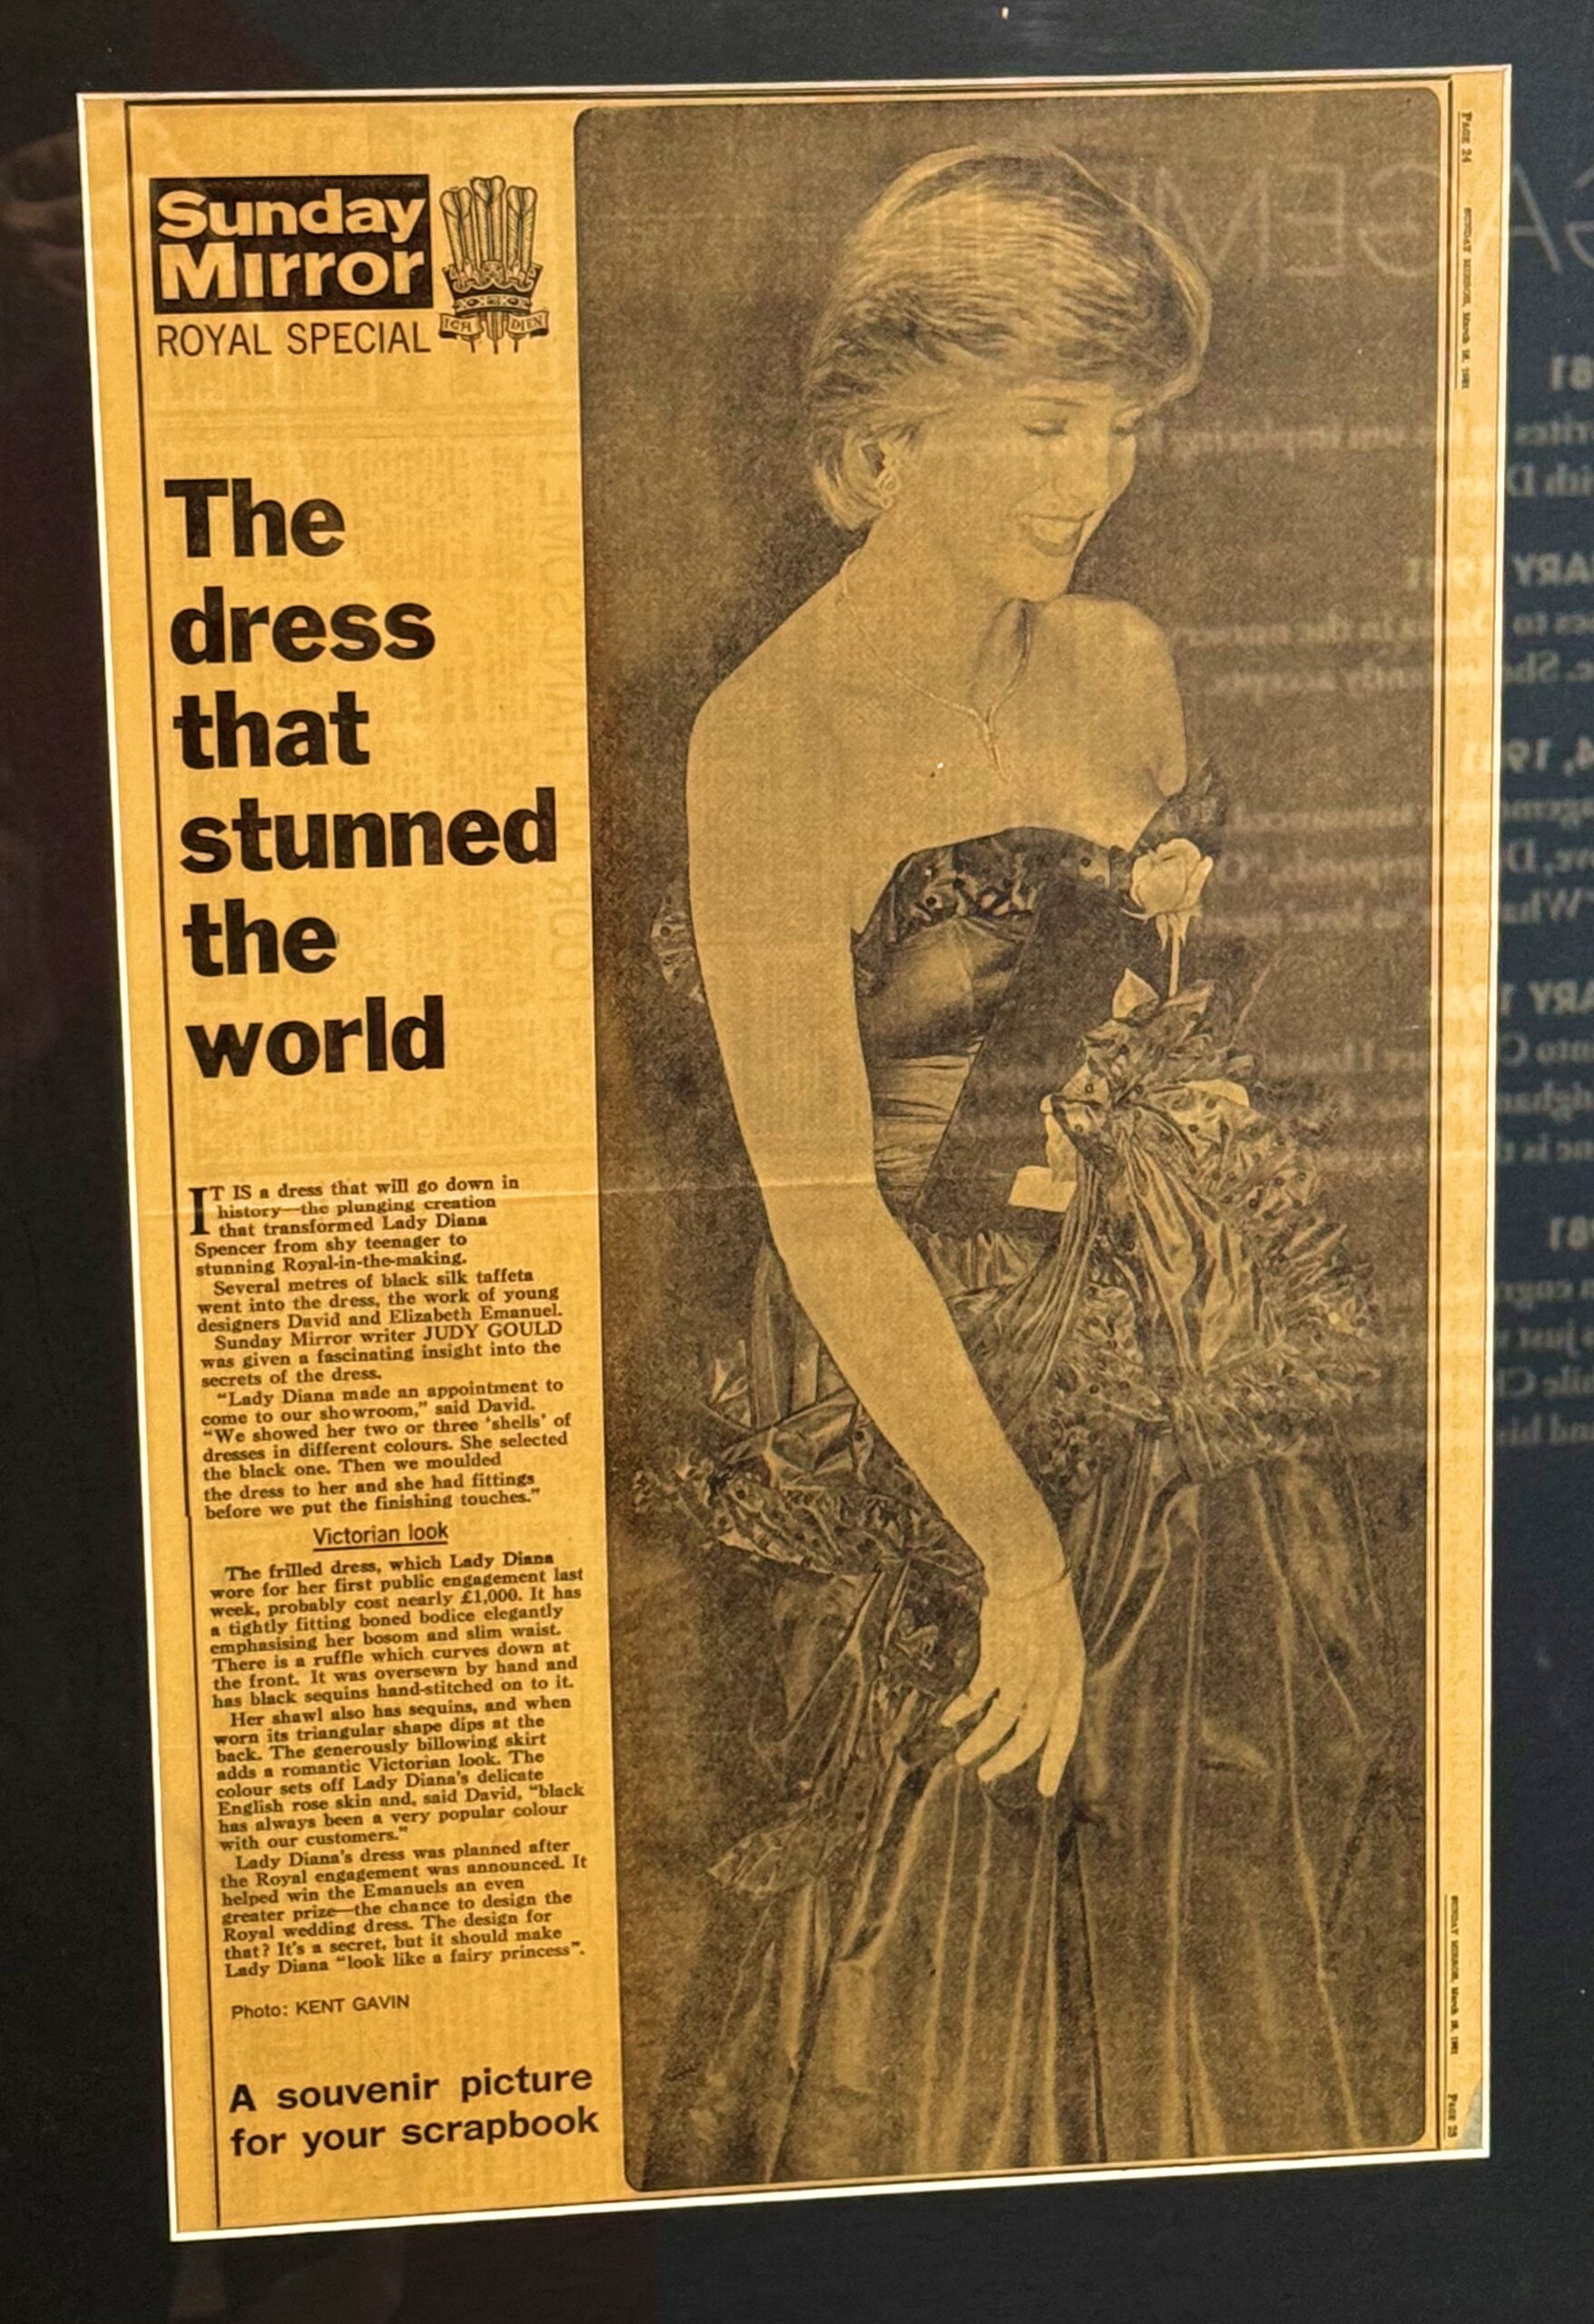 Sunday
Mirror
ROYAL SPECIAL
ICH DIEN
The
dress
that
stunned
the
world
IT IS a dress that will go down in
history—the plunging creation
that transformed Lady Diana
Spencer from shy teenager to
stunning Royal-in-the-making.
Several metres of black silk taffeta
went into the dress, the work of young
designers David and Elizabeth Emanuel.
Sunday Mirror writer JUDY GOULD
was given a fascinating insight into the
secrets of the dress.
"Lady Diana made an appointment to
come to our showroom," said David.
"We showed her two or three 'shells' of
dresses in different colours. She selected
the black one. Then we moulded
the dress to her and she had fittings
before we put the finishing touches."
Victorian look
The frilled dress, which Lady Diana
wore for her first public engagement last
week, probably cost nearly £1,000. It has
a tightly fitting boned bodice elegantly
emphasising her bosom and slim waist.
There is a ruffle which curves down at
the front. It was oversewn by hand and
has black sequins hand-stitched on to it.
Her shawl also has sequins, and when
worn its triangular shape dips at the
back. The generously billowing skirt
adds a romantic Victorian look. The
colour sets off Lady Diana's delicate
English rose skin and, said David, "black
has always been a very popular colour
with our customers."
Lady Diana's dress was planned after
the Royal engagement was announced. It
helped win the Emanuels an even
greater prize—the chance to design the
Royal wedding dress. The design for
that? It's a secret, but it should make
Lady Diana "look like a fairy princess".
Photo: KENT GAVIN
A souvenir picture
for your scrapbook
PAGE 24
SUNDAY MIRROR, March 1981
SUNDAY MIRROR, March 1981
PAGE 25